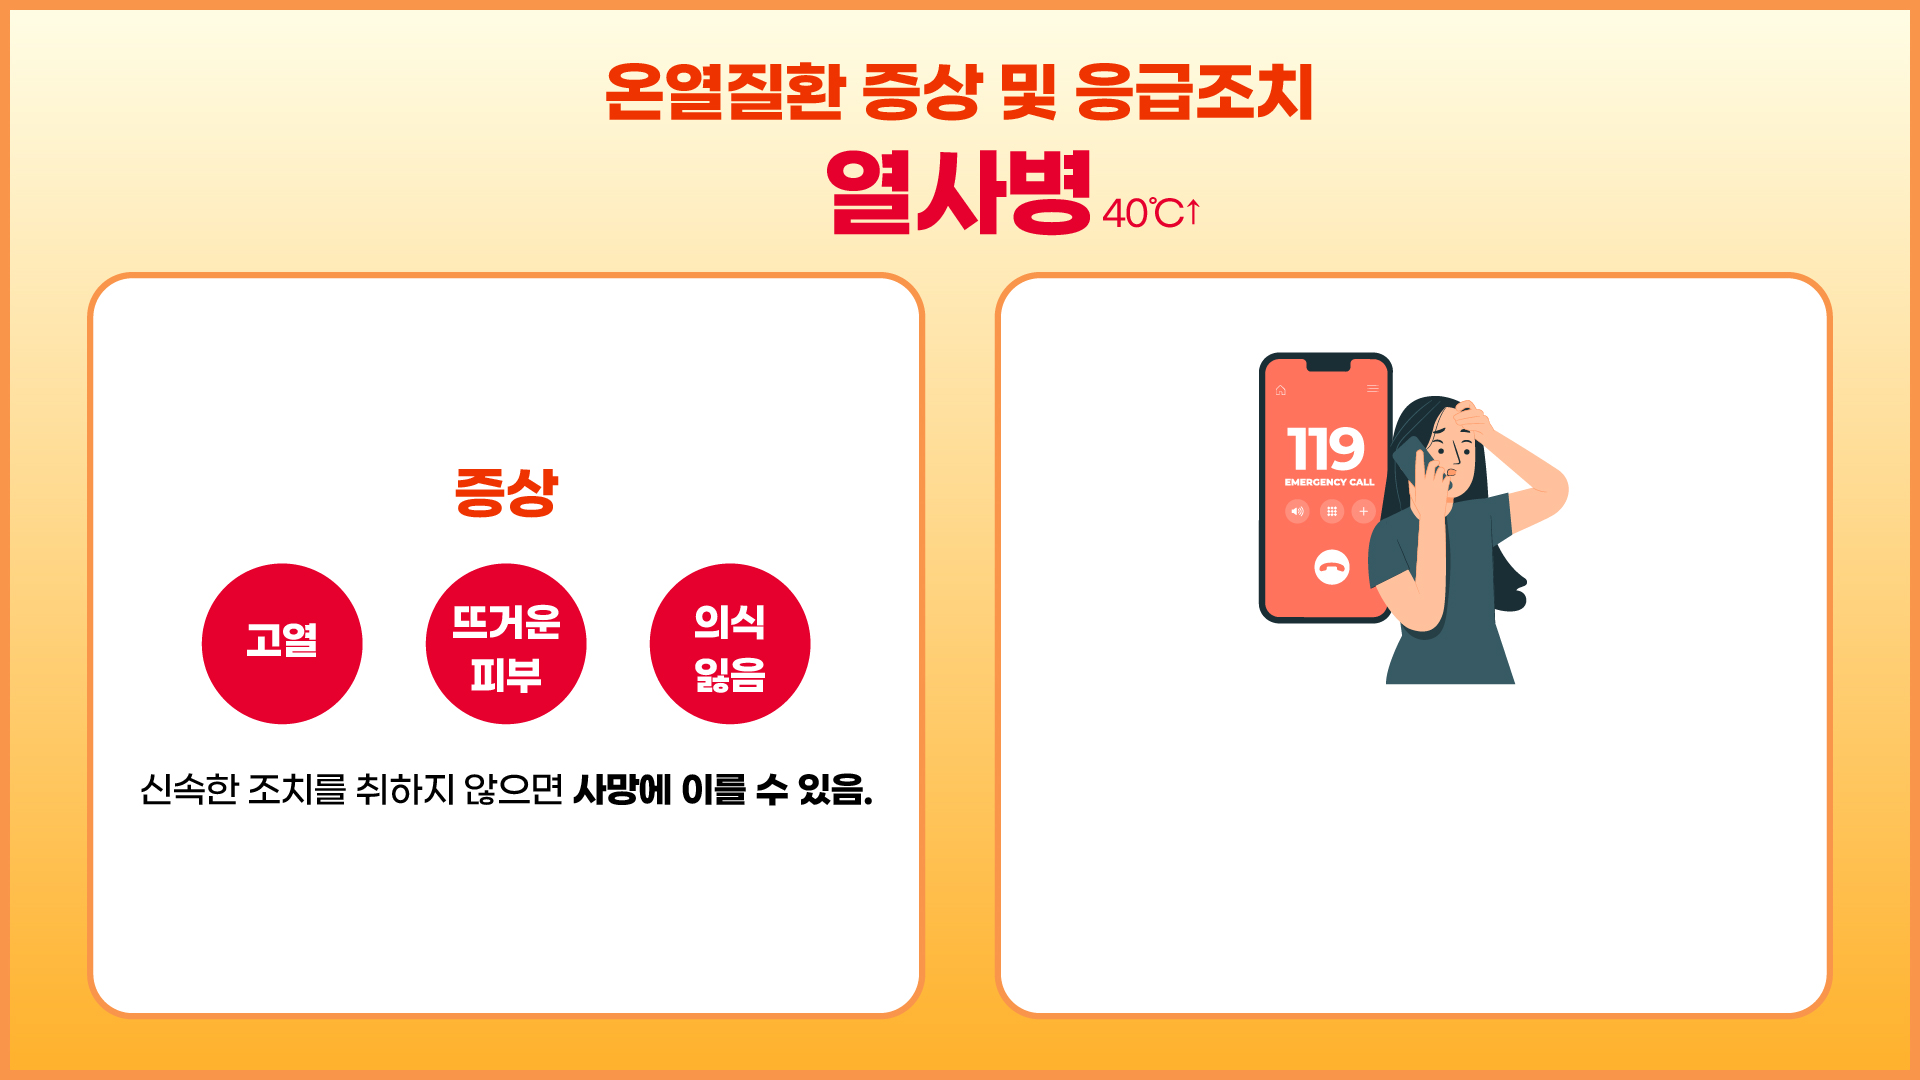 온열질환 증상 및 응급조치
열사병 40℃↑
증상
고열
뜨거운
피부
의식
잃음
신속한 조치를 취하지 않으면 사망에 이를 수 있음.
119
EMERGENCY CALL